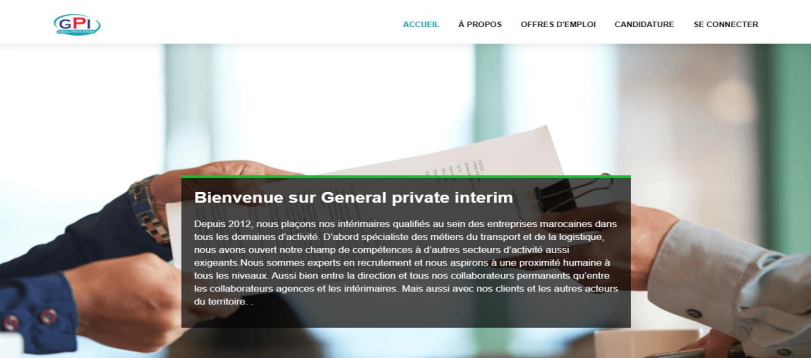 GPI
ACCUEIL À PROPOS OFFRES D'EMPLOI CANDIDATURE SE CONNECTER
Bienvenue sur General private interim
Depuis 2012, nous plaçons nos intérimaires qualifiés au sein des entreprises marocaines dans
tous les domaines d'activité. D'abord spécialiste des métiers du transport et de la logistique,
nous avons ouvert notre champ de compétences à d'autres secteurs d'activité aussi
exigeants.Nous sommes experts en recrutement et nous aspirons à une proximité humaine à
tous les niveaux. Aussi bien entre la direction et tous nos collaborateurs permanents qu'entre
les collaborateurs agences et les intérimaires. Mais aussi avec nos clients et les autres acteurs
du territoire. .